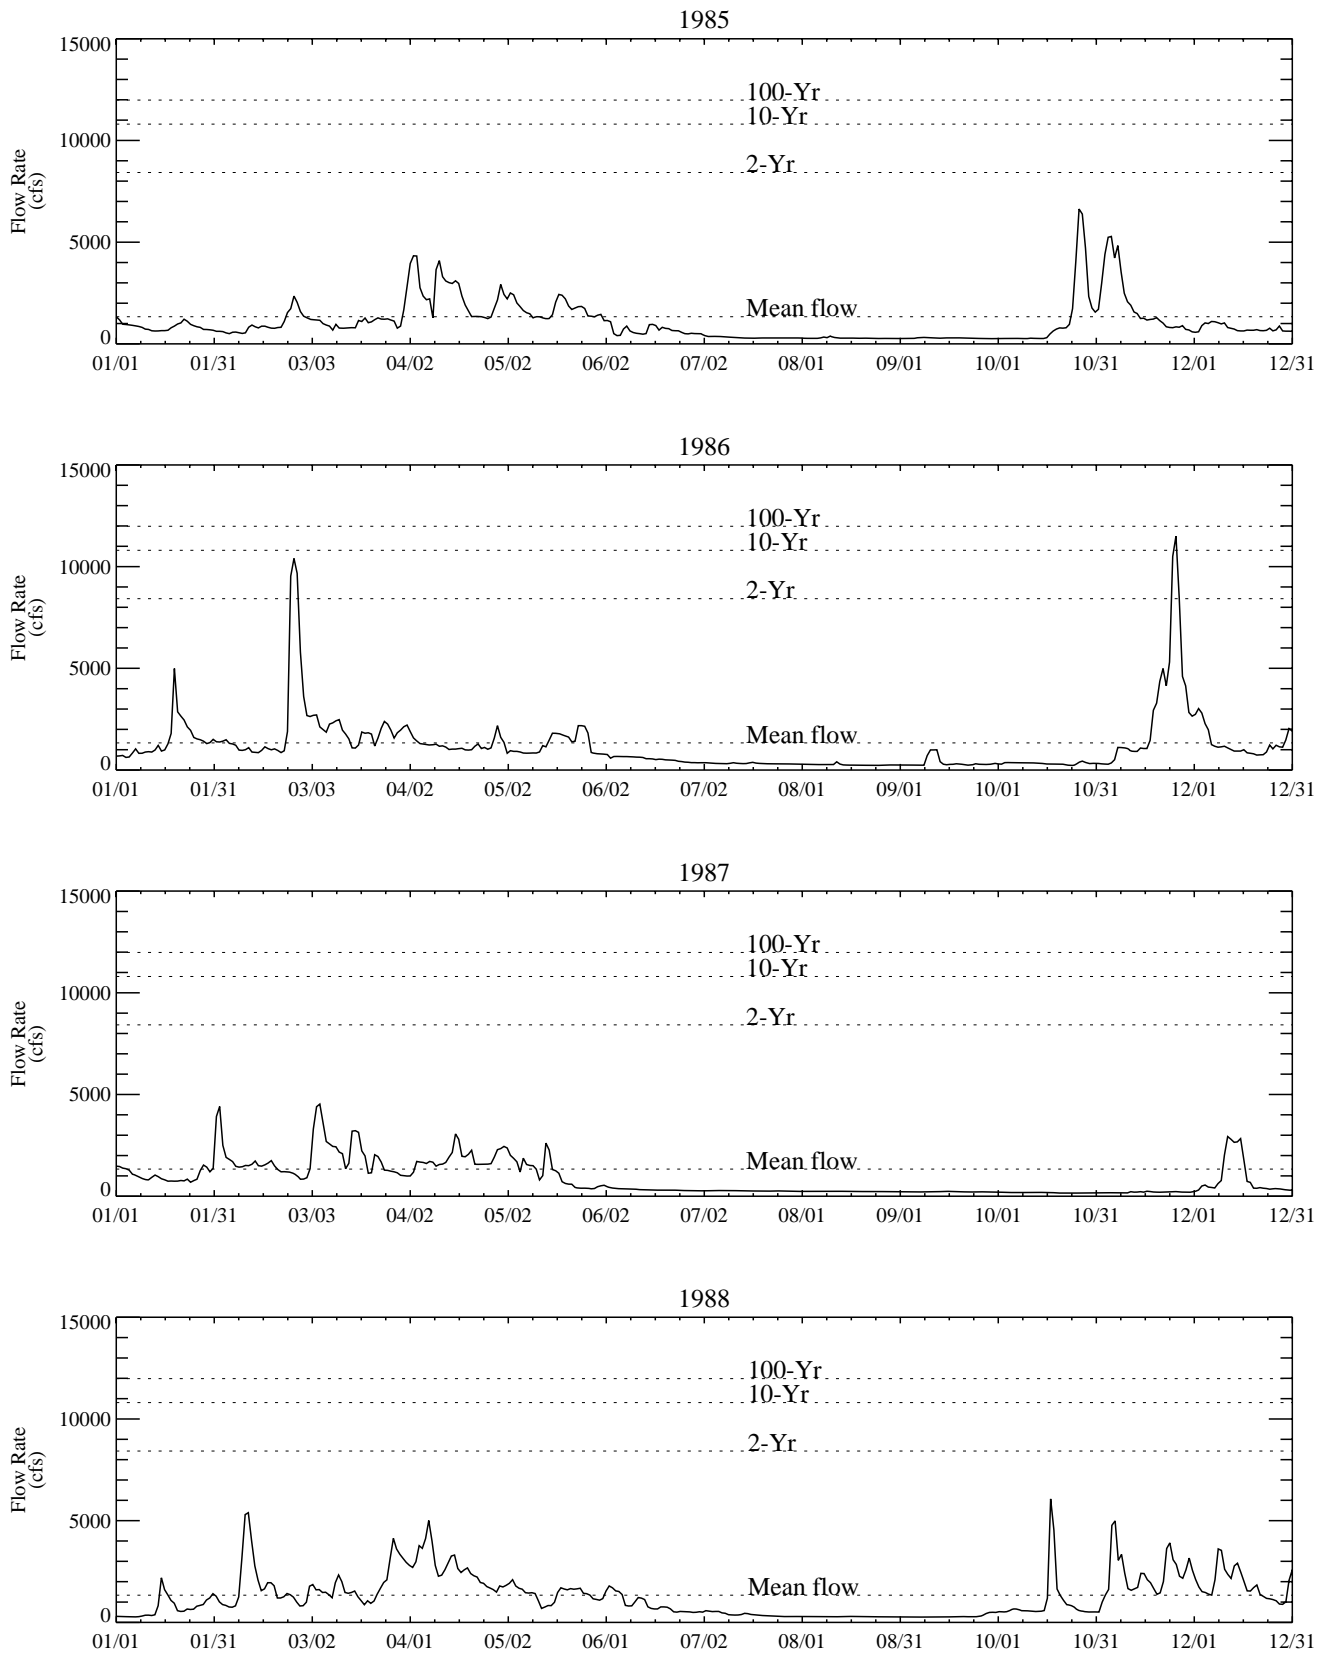 1985
15000
10000
5000
0
Flow Rate
(cfs)
100-Yr
10-Yr
2-Yr
Mean flow
01/01 01/31 03/03 04/02 05/02 06/02 07/02 08/01 09/01 10/01 10/31 12/01 12/31
1986
15000
10000
5000
0
Flow Rate
(cfs)
100-Yr
10-Yr
2-Yr
Mean flow
01/01 01/31 03/03 04/02 05/02 06/02 07/02 08/01 09/01 10/01 10/31 12/01 12/31
1987
15000
10000
5000
0
Flow Rate
(cfs)
100-Yr
10-Yr
2-Yr
Mean flow
01/01 01/31 03/03 04/02 05/02 06/02 07/02 08/01 09/01 10/01 10/31 12/01 12/31
1988
15000
10000
5000
0
Flow Rate
(cfs)
100-Yr
10-Yr
2-Yr
Mean flow
01/01 01/31 03/02 04/01 05/02 06/01 07/02 08/01 08/31 10/01 10/31 12/01 12/31